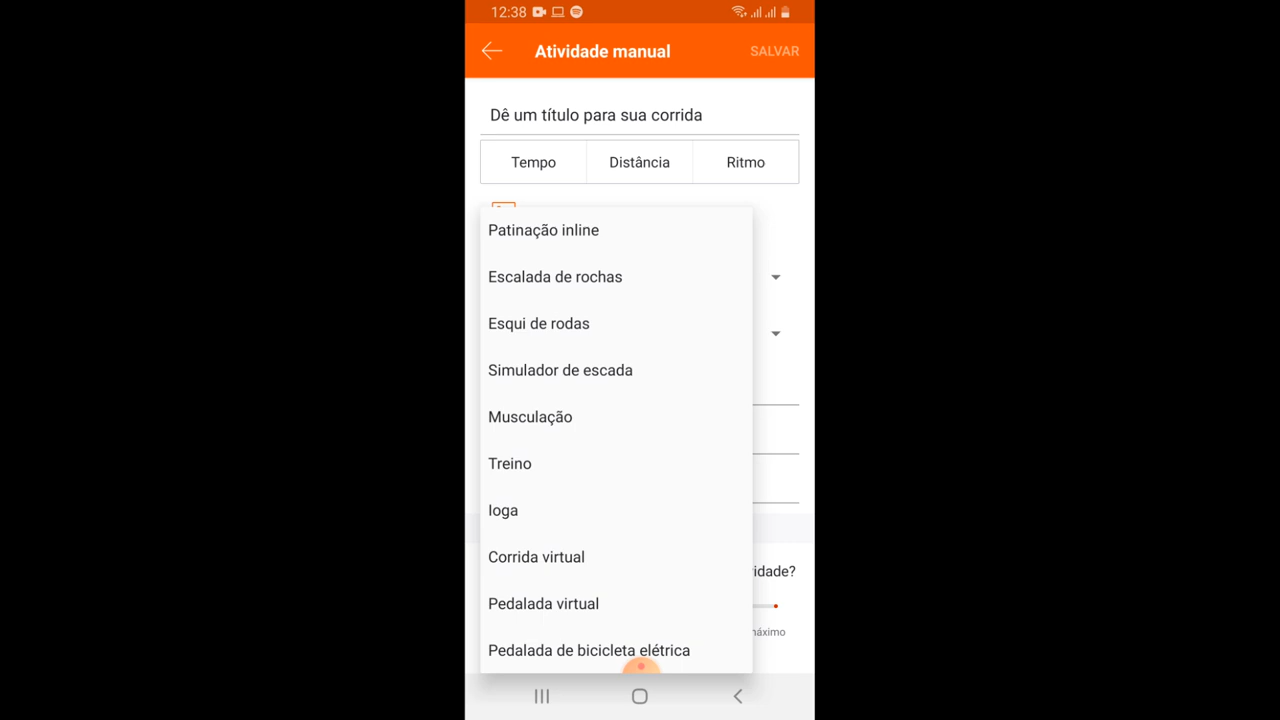 12:38
Atividade manual
SALVAR
Dê um título para sua corrida
Tempo
Distância
Ritmo
Patinação inline
Escalada de rochas
Esqui de rodas
Simulador de escada
Musculação
Treino
Ioga
Corrida virtual
idade?
Pedalada virtual
máximo
Pedalada de bicicleta elétrica